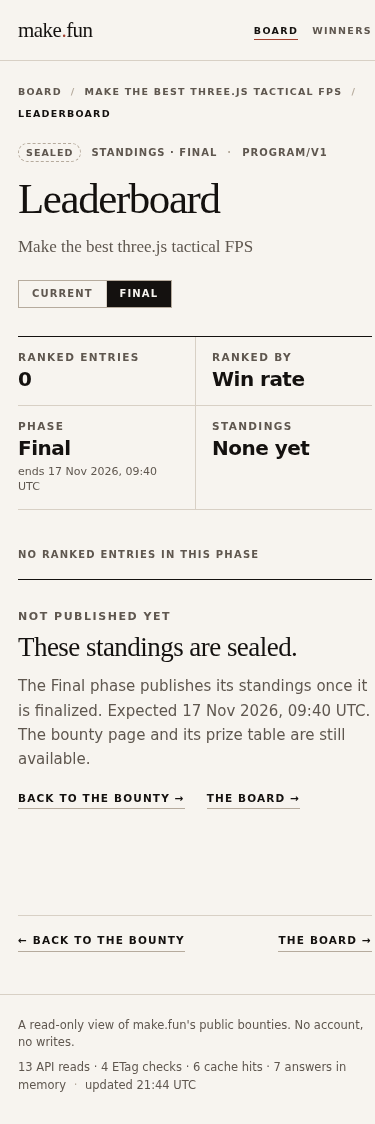 make.fun
BOARD WINNERS
BOARD / MAKE THE BEST THREE.JS TACTICAL FPS /
LEADERBOARD
SEALED STANDINGS · FINAL · PROGRAM/V1
Leaderboard
Make the best three.js tactical FPS
CURRENT FINAL
RANKED ENTRIES
0
RANKED BY
Win rate
PHASE
Final
ends 17 Nov 2026, 09:40
UTC
STANDINGS
None yet
NO RANKED ENTRIES IN THIS PHASE
NOT PUBLISHED YET
These standings are sealed.
The Final phase publishes its standings once it
is finalized. Expected 17 Nov 2026, 09:40 UTC.
The bounty page and its prize table are still
available.
BACK TO THE BOUNTY → THE BOARD →
← BACK TO THE BOUNTY THE BOARD →
A read-only view of make.fun's public bounties. No account,
no writes.
13 API reads · 4 ETag checks · 6 cache hits · 7 answers in
memory · updated 21:44 UTC